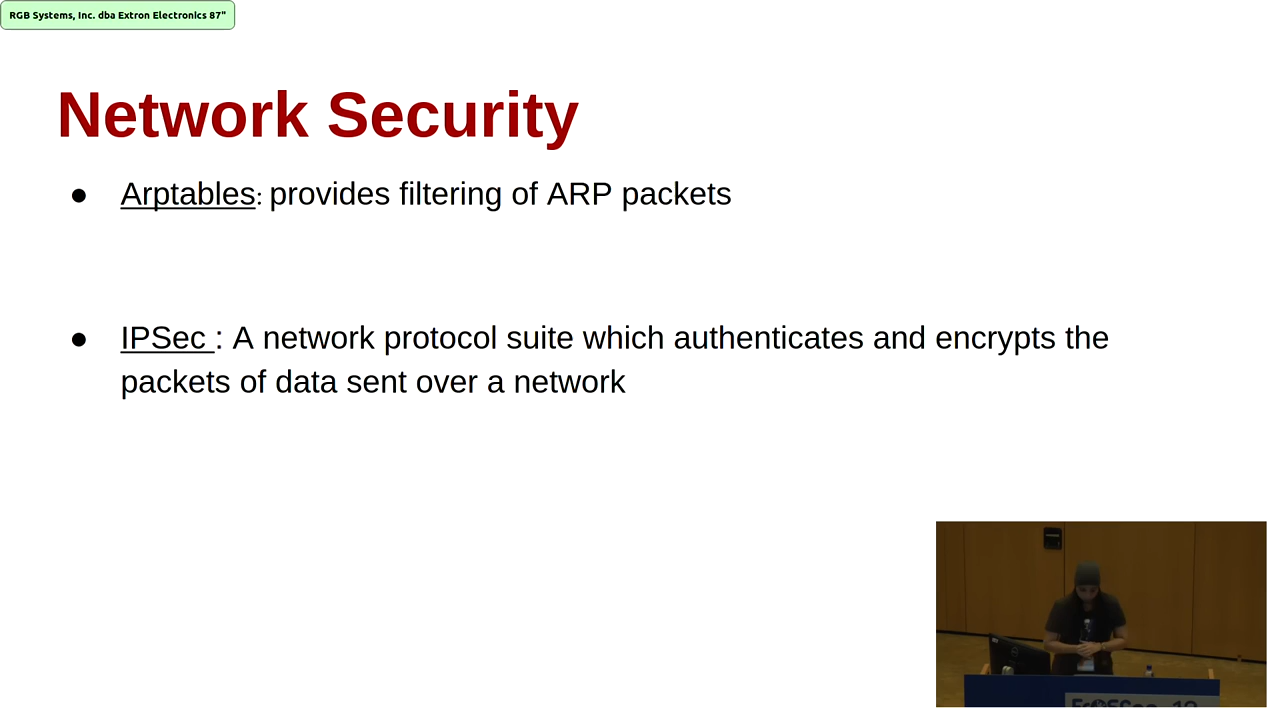 RGB Systems, Inc. dba Extron Electronics 87"
Network Security
● Arptables: provides filtering of ARP packets
● IPSec : A network protocol suite which authenticates and encrypts the
packets of data sent over a network